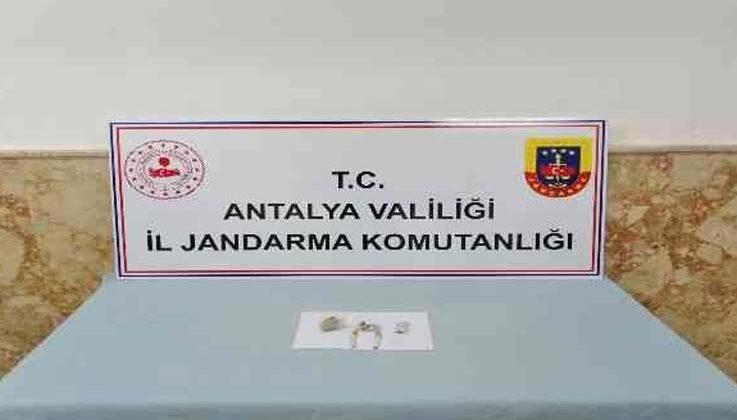 T.C.
ANTALYA VALİLİĞİ
İL JANDARMA KOMUTANLIĞI